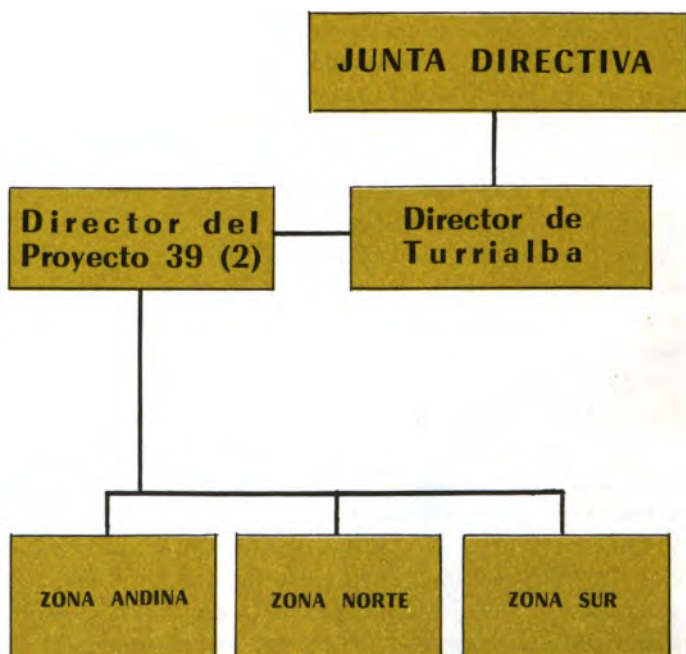 JUNTA DIRECTIVA
Director del
Proyecto 39 (2)
Director de
Turrialba
ZONA ANDINA
ZONA NORTE
ZONA SUR